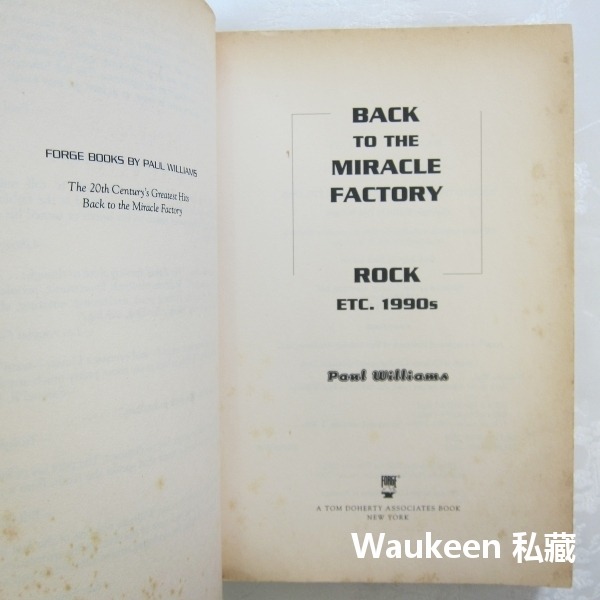 FORGE BOOKS BY PAUL WILLIAMS
The 20th Century's Greatest Hits
Back to the Miracle Factory
BACK
TO THE
MIRACLE
FACTORY
ROCK
ETC. 1990s
Paul Williams
FORGE
A TOM DOHERTY ASSOCIATES BOOK
NEW YORK
Waukeen 私藏